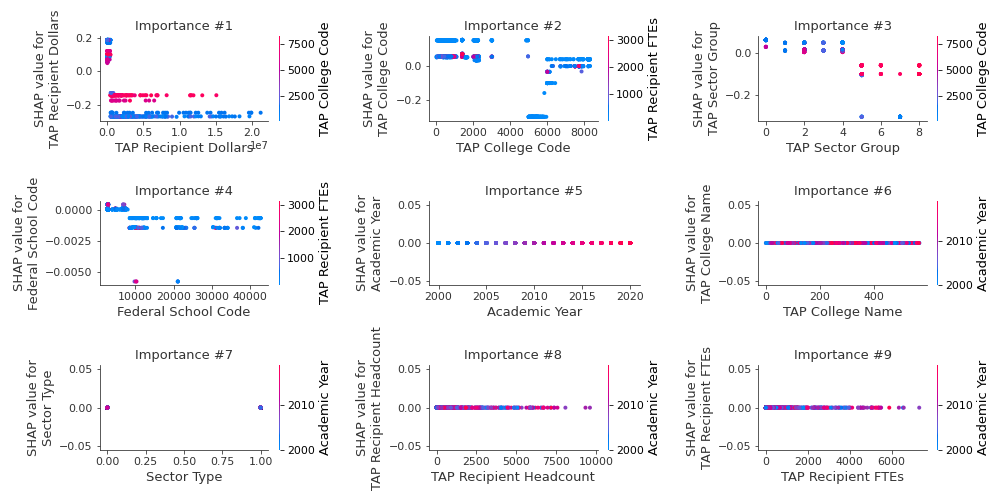 Importance #1
0.2
0.0
−0.2
SHAP value for
TAP Recipient Dollars
0.0
0.5
1.0
1.5
2.0
1e7
TAP Recipient Dollars
7500
5000
2500
TAP College Code
Importance #2
0.0
−0.2
SHAP value for
TAP College Code
0
2000
4000
6000
8000
TAP College Code
3000
2000
1000
TAP Recipient FTEs
Importance #3
0.0
−0.2
SHAP value for
TAP Sector Group
0
2
4
6
8
TAP Sector Group
7500
5000
2500
TAP College Code
Importance #4
0.0000
−0.0025
−0.0050
SHAP value for
Federal School Code
10000
20000
30000
40000
Federal School Code
3000
2000
1000
TAP Recipient FTEs
Importance #5
0.05
0.00
−0.05
SHAP value for
Academic Year
2000
2005
2010
2015
2020
Academic Year
Importance #6
0.05
0.00
−0.05
SHAP value for
TAP College Name
0
200
400
TAP College Name
2010
2000
Academic Year
Importance #7
0.05
0.00
−0.05
SHAP value for
Sector Type
0.00
0.25
0.50
0.75
1.00
Sector Type
2010
2000
Academic Year
Importance #8
0.05
0.00
−0.05
SHAP value for
TAP Recipient Headcount
0
2500
5000
7500
10000
TAP Recipient Headcount
2010
2000
Academic Year
Importance #9
0.05
0.00
−0.05
SHAP value for
TAP Recipient FTEs
0
2000
4000
6000
TAP Recipient FTEs
2010
2000
Academic Year